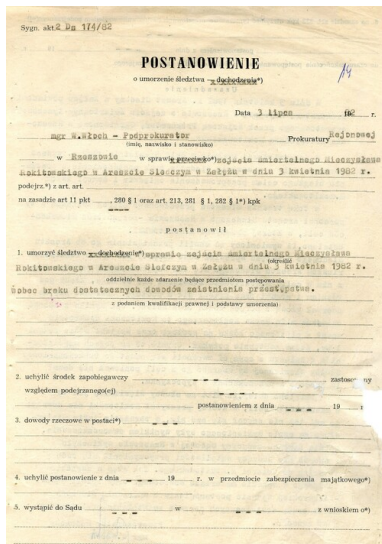 Sygn. akt 2 Ds 174/82
POSTANOWIENIE
o umorzenie śledztwa — dochodzenia*)
14
Data 3 lipca 1982 r.
mgr W.Włoch - Podprokurator Prokuratury Rejonowej
(imię, nazwisko i stanowisko)
w Rzeszowie w sprawie przeciwko*) zejścia śmiertelnego Mieczysława
Rokitowskiego w Areszcie Śledczym w Załężu w dniu 3 kwietnia 1982 r.
podejrz.*) z art. art.
na zasadzie art 11 pkt , 280 § 1 oraz art. 213, 281 § 1, 282 § 1*) kpk
postanowił
1. umorzyć śledztwo — dochodzenie*) sprawie zejścia śmiertelnego Mieczysława
(określić
Rokitowskiego w Areszcie Śledczym w Załężu w dniu 3 kwietnia 1982 r.
oddzielnie każde zdarzenie będące przedmiotem postępowania
wobec braku dostatecznych dowodów zaistnienia przestępstwa.
z podaniem kwalifikacji prawnej i podstawy umorzenia)
2. uchylić środek zapobiegawczy - - - zastosowany
względem podejrzanego(ej) - - -
postanowieniem z dnia - - - 19 r
3. dowody rzeczowe w postaci*) - - -
4. uchylić postanowienie z dnia - - - 19 r. w przedmiocie zabezpieczenia majątkowego*)
5. wystąpić do Sądu - - - w - - - z wnioskiem o*)